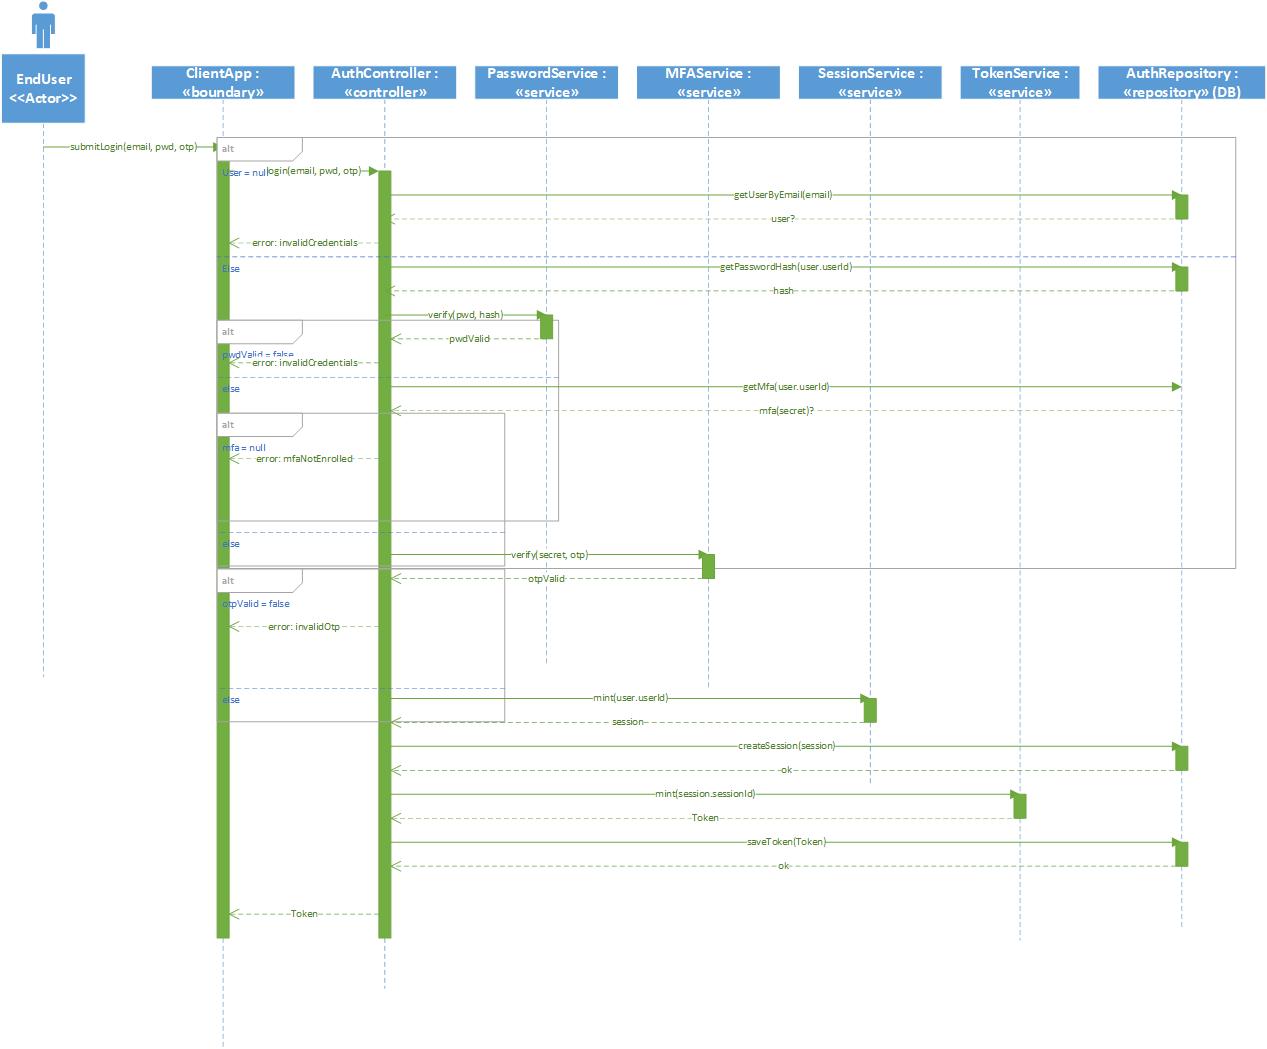 EndUser
<<Actor>>
ClientApp :
«boundary»
AuthController :
«controller»
PasswordService :
«service»
MFAService :
«service»
SessionService :
«service»
TokenService :
«service»
AuthRepository :
«repository» (DB)
submitLogin(email, pwd, otp)
alt
User = null
login(email, pwd, otp)
getUserByEmail(email)
user?
error: invalidCredentials
Else
getPasswordHash(user.userId)
hash
verify(pwd, hash)
alt
pwdValid
pwdValid = false
error: invalidCredentials
else
getMfa(user.userId)
mfa(secret)?
alt
mfa = null
error: mfaNotEnrolled
else
verify(secret, otp)
otpValid
alt
otpValid = false
error: invalidOtp
else
mint(user.userId)
session
createSession(session)
ok
mint(session.sessionId)
Token
saveToken(Token)
ok
Token